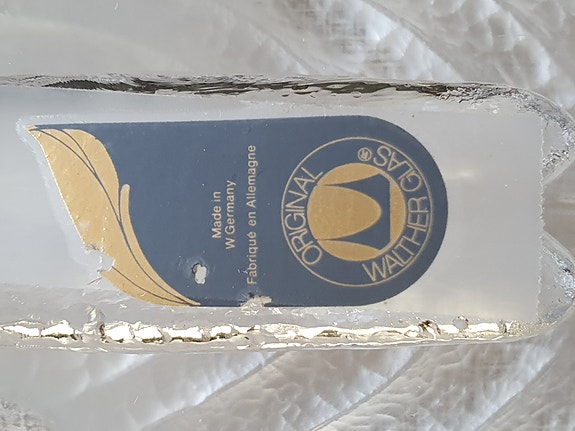 ORIGINAL
WALTHER GLAS®
Made in
W Germany
Fabriqué en Allemagne